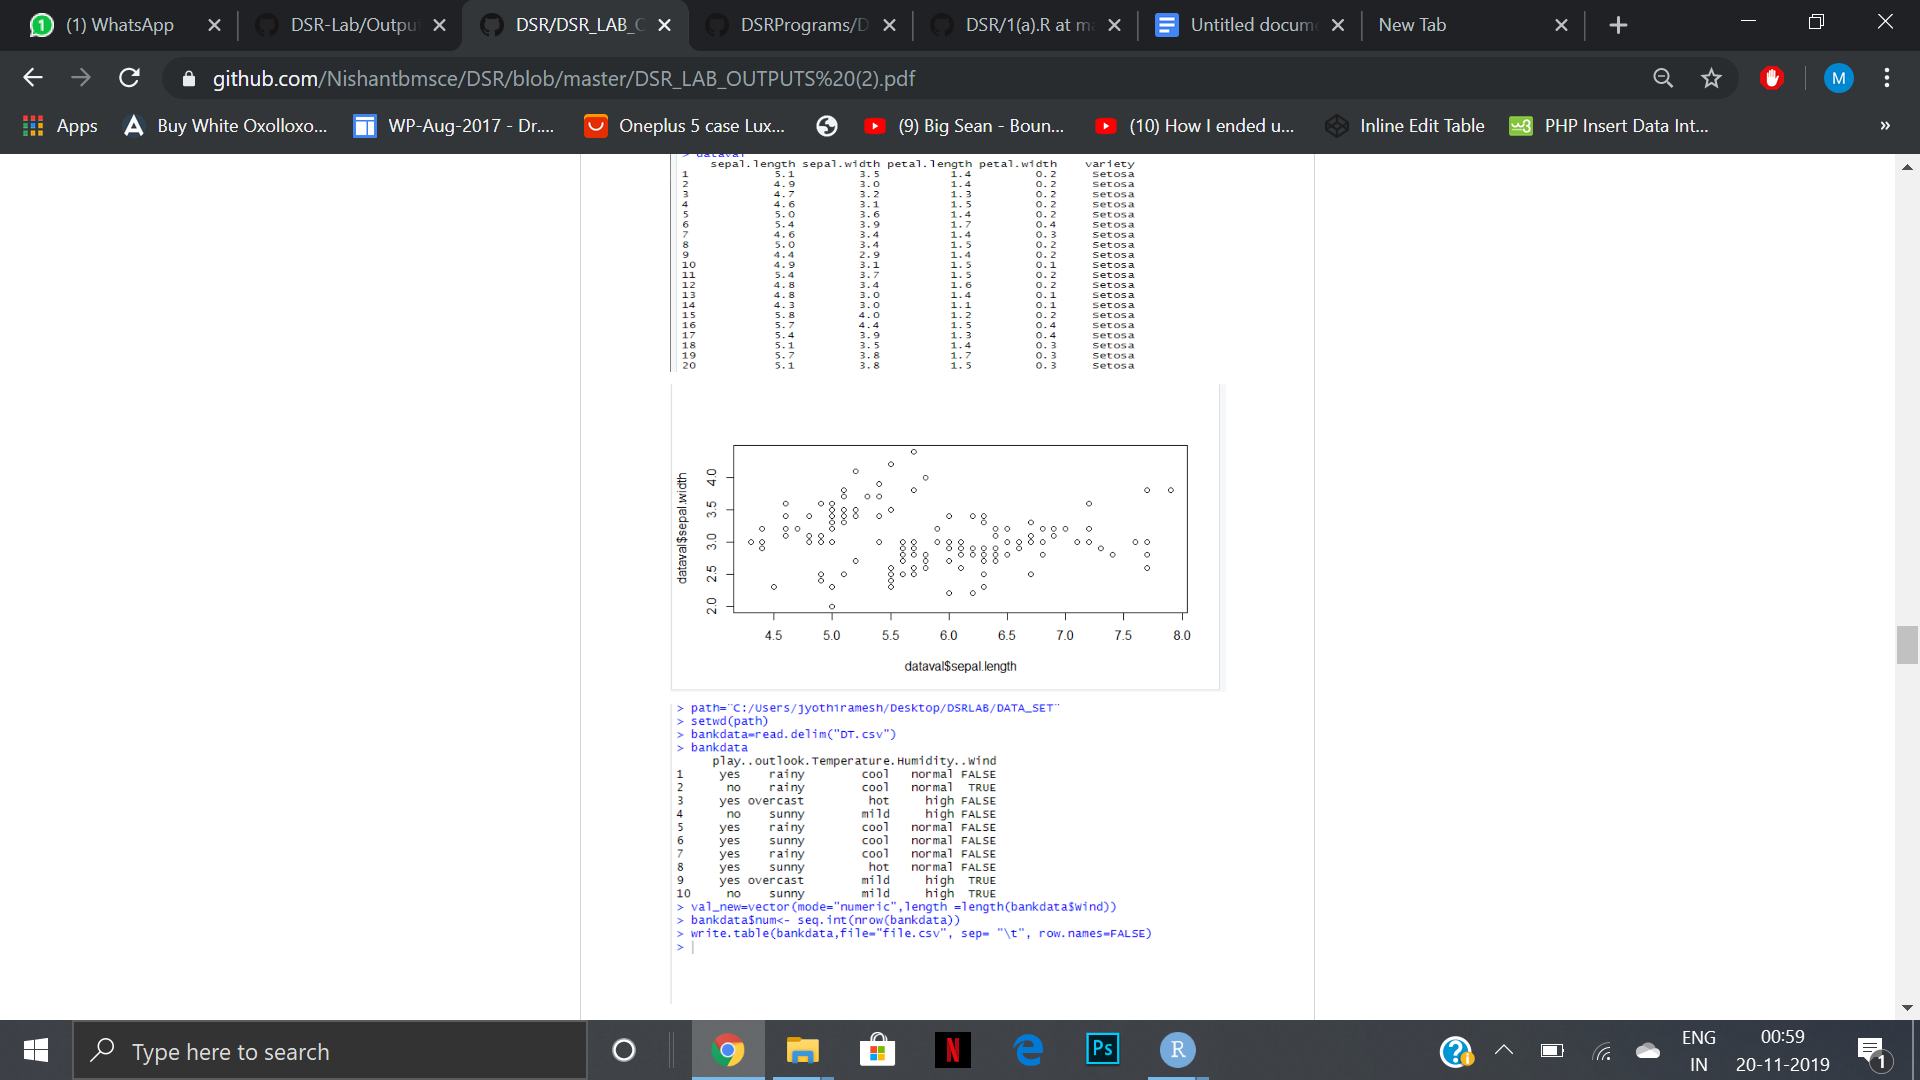 (1) WhatsApp
DSR-Lab/Outpu
DSR/DSR_LAB_O
DSRPrograms/D
DSR/1(a).R at ma
Untitled docum
New Tab
github.com/Nishantbmsce/DSR/blob/master/DSR_LAB_OUTPUTS%20(2).pdf
M
Apps
Buy White Oxolloxo...
WP-Aug-2017 - Dr....
Oneplus 5 case Lux...
(9) Big Sean - Boun...
(10) How I ended u...
Inline Edit Table
PHP Insert Data Int...
»
> dataval
sepal.length sepal.width petal.length petal.width variety
1 5.1 3.5 1.4 0.2 Setosa
2 4.9 3.0 1.4 0.2 Setosa
3 4.7 3.2 1.3 0.2 Setosa
4 4.6 3.1 1.5 0.2 Setosa
5 5.0 3.6 1.4 0.2 Setosa
6 5.4 3.9 1.7 0.4 Setosa
7 4.6 3.4 1.4 0.3 Setosa
8 5.0 3.4 1.5 0.2 Setosa
9 4.4 2.9 1.4 0.2 Setosa
10 4.9 3.1 1.5 0.1 Setosa
11 5.4 3.7 1.5 0.2 Setosa
12 4.8 3.4 1.6 0.2 Setosa
13 4.8 3.0 1.4 0.1 Setosa
14 4.3 3.0 1.1 0.1 Setosa
15 5.8 4.0 1.2 0.2 Setosa
16 5.7 4.4 1.5 0.4 Setosa
17 5.4 3.9 1.3 0.4 Setosa
18 5.1 3.5 1.4 0.3 Setosa
19 5.7 3.8 1.7 0.3 Setosa
20 5.1 3.8 1.5 0.3 Setosa
dataval$sepal.width
4.0
3.5
3.0
2.5
2.0
4.5 5.0 5.5 6.0 6.5 7.0 7.5 8.0
dataval$sepal.length
> path="C:/Users/jyothiramesh/Desktop/DSRLAB/DATA_SET"
> setwd(path)
> bankdata=read.delim("DT.csv")
> bankdata
play..outlook.Temperature.Humidity..Wind
1 yes rainy cool normal FALSE
2 no rainy cool normal TRUE
3 yes overcast hot high FALSE
4 no sunny mild high FALSE
5 yes rainy cool normal FALSE
6 yes sunny cool normal FALSE
7 yes rainy cool normal FALSE
8 yes sunny hot normal FALSE
9 yes overcast mild high TRUE
10 no sunny mild high TRUE
> val_new=vector(mode="numeric",length =length(bankdata$Wind))
> bankdata$num<- seq.int(nrow(bankdata))
> write.table(bankdata,file="file.csv", sep= "\t", row.names=FALSE)
>
Type here to search
N
Ps
R
ENG
IN
00:59
20-11-2019
1